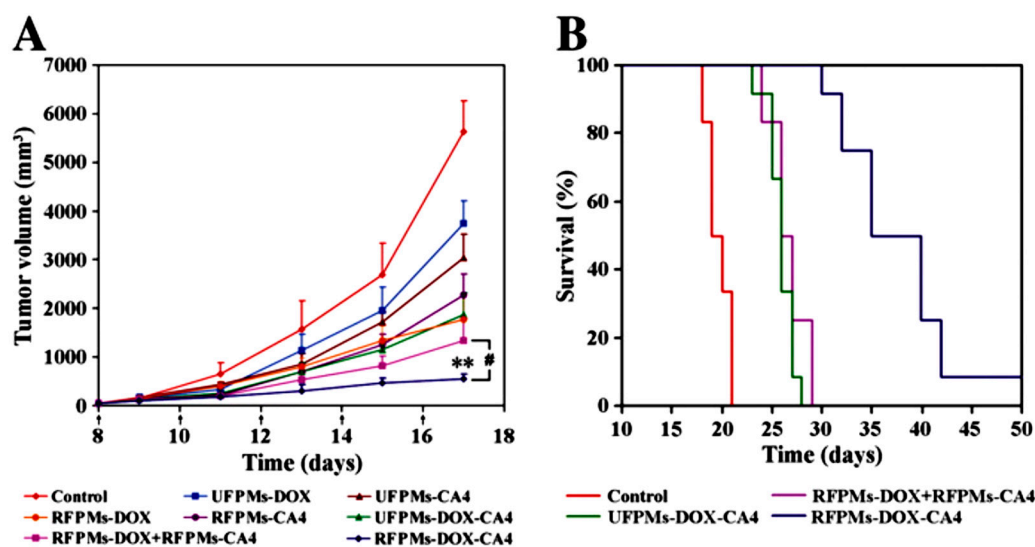 A
Tumor volume (mm³)
7000
6000
5000
4000
3000
2000
1000
0
8
10
12
14
16
18
Time (days)
#
**
Control
UFPMs-DOX
UFPMs-CA4
RFPMs-DOX
RFPMs-CA4
UFPMs-DOX-CA4
RFPMs-DOX+RFPMs-CA4
RFPMs-DOX-CA4
B
Survival (%)
100
80
60
40
20
0
10
15
20
25
30
35
40
45
50
Time (days)
Control
RFPMs-DOX+RFPMs-CA4
UFPMs-DOX-CA4
RFPMs-DOX-CA4